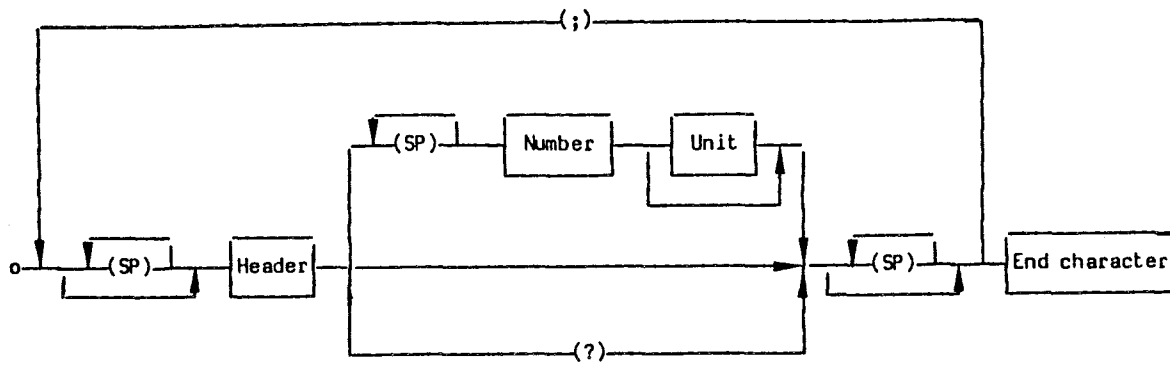 (;)
(SP) Number Unit
o (SP) Header (SP) End character
(?)